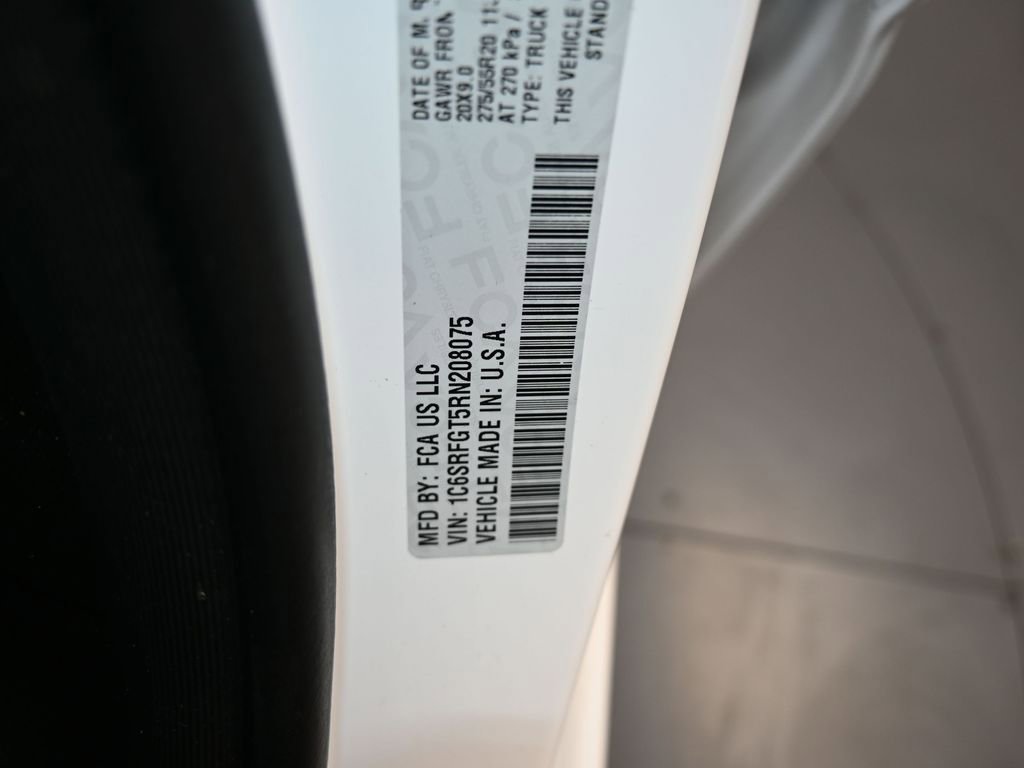 MFD BY: FCA US LLC
VIN: 1C6SRFGT5RN208075
VEHICLE MADE IN: U.S.A.
DATE OF M.
GAWR FRON
20X9.0
275/55R20
AT 270 kPa /
TYPE: TRUCK
THIS VEHICLE
STAND